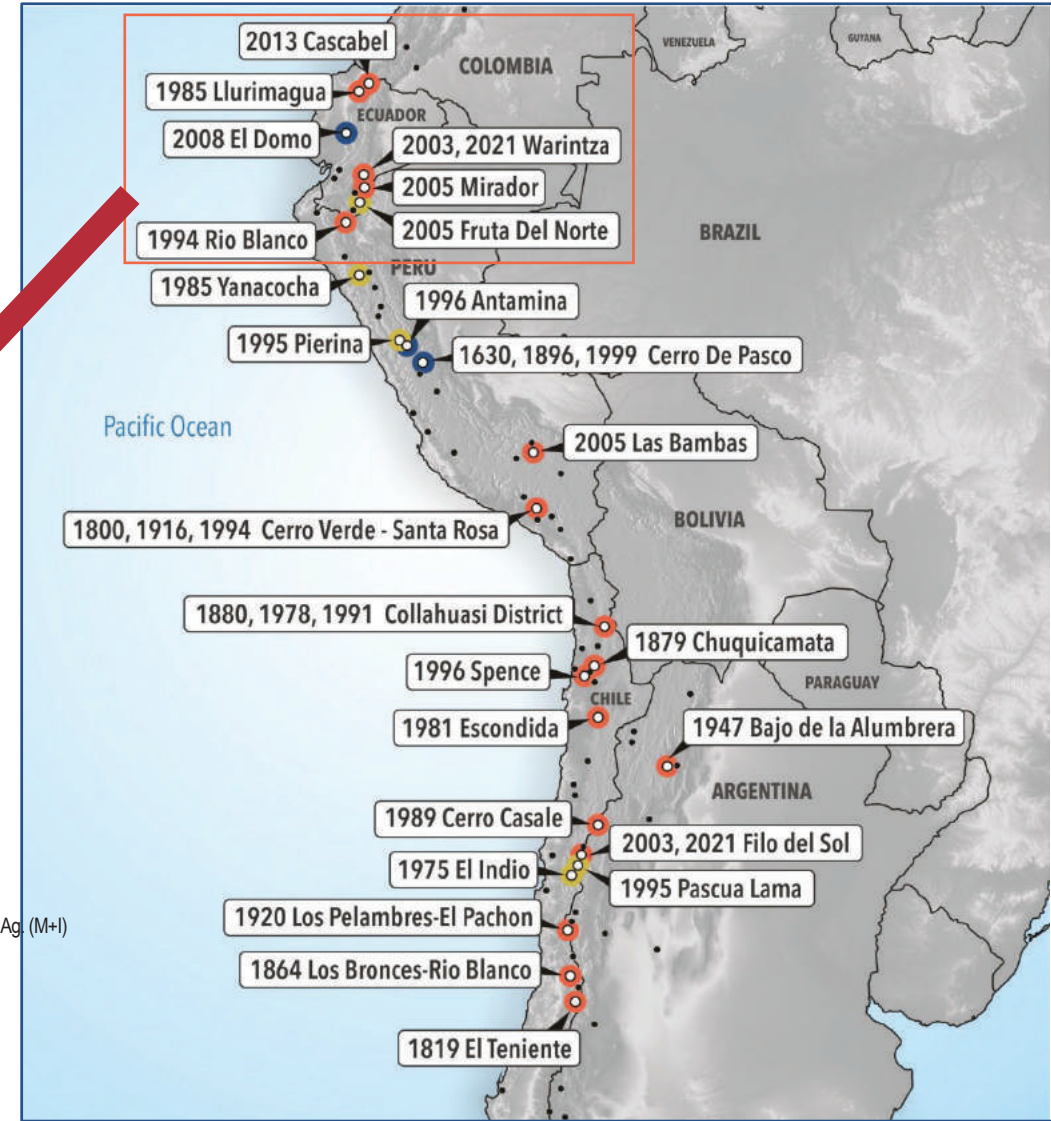 VENEZUELA
GUYANA
2013 Cascabel
COLOMBIA
1985 Llurimagua
ECUADOR
2008 El Domo
2003, 2021 Warintza
2005 Mirador
2005 Fruta Del Norte
1994 Rio Blanco
BRAZIL
PERU
1985 Yanacocha
1996 Antamina
1995 Pierina
1630, 1896, 1999 Cerro De Pasco
Pacific Ocean
2005 Las Bambas
1800, 1916, 1994 Cerro Verde - Santa Rosa
BOLIVIA
1880, 1978, 1991 Collahuasi District
1879 Chuquicamata
1996 Spence
PARAGUAY
CHILE
1981 Escondida
1947 Bajo de la Alumbrera
ARGENTINA
1989 Cerro Casale
2003, 2021 Filo del Sol
1975 El Indio
1995 Pascua Lama
1920 Los Pelambres-El Pachon
Ag. (M+I)
1864 Los Bronces-Rio Blanco
1819 El Teniente